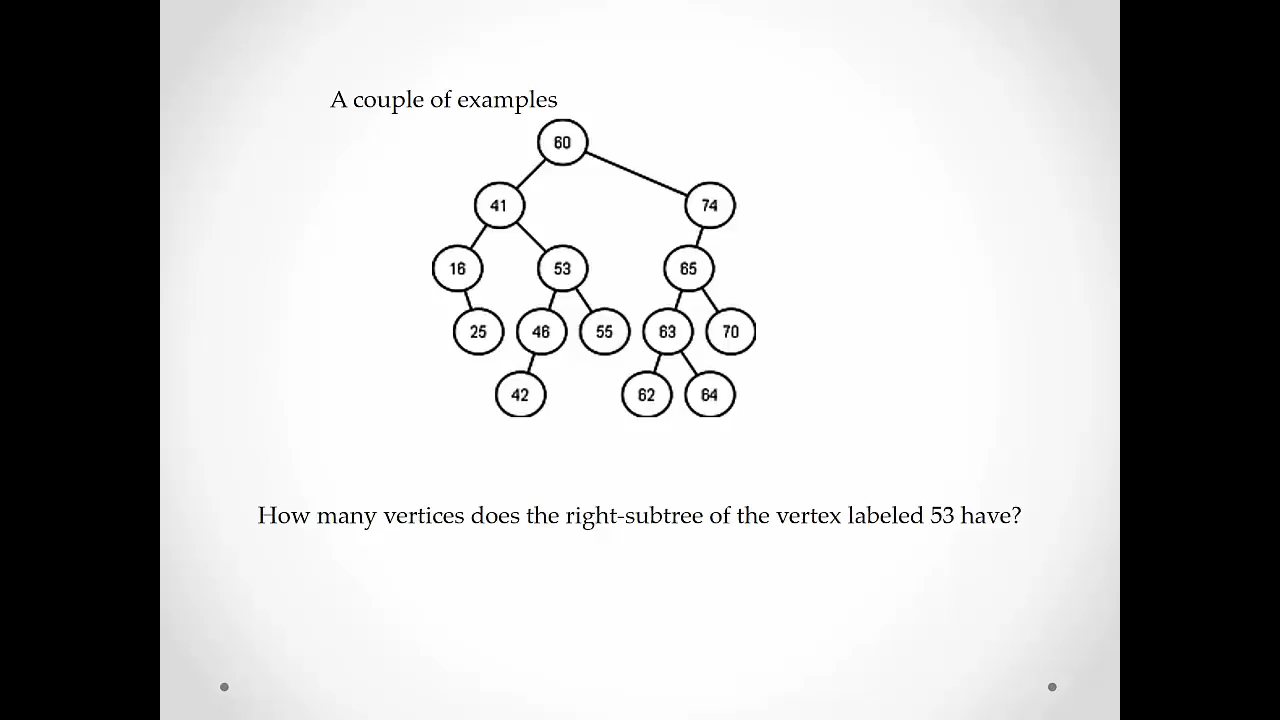 A couple of examples
60
41 74
16 53 65
25 46 55 63 70
42 62 64
How many vertices does the right-subtree of the vertex labeled 53 have?